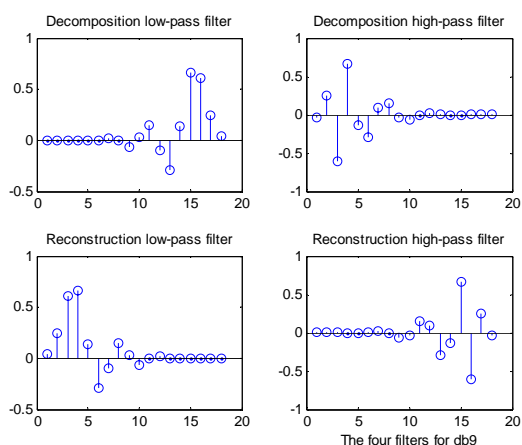 Decomposition low-pass filter
1
0.5
0
-0.5
0 5 10 15 20
Decomposition high-pass filter
1
0.5
0
-0.5
-1
0 5 10 15 20
Reconstruction low-pass filter
1
0.5
0
-0.5
0 5 10 15 20
Reconstruction high-pass filter
1
0.5
0
-0.5
-1
0 5 10 15 20
The four filters for db9